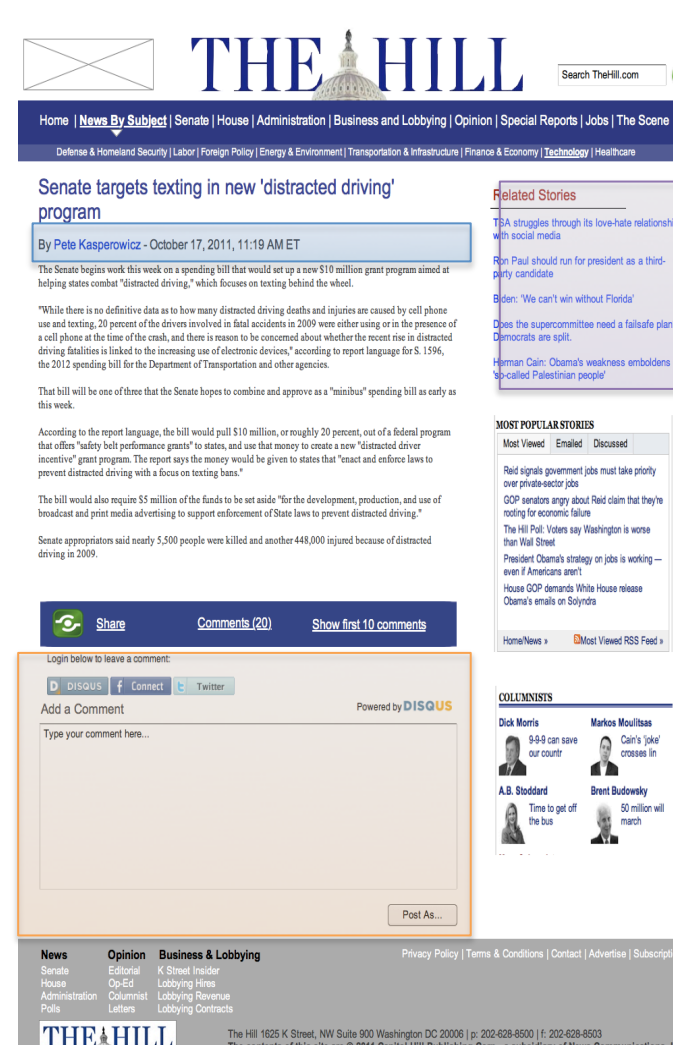 THE HILL
Search TheHill.com
Home | News By Subject | Senate | House | Administration | Business and Lobbying | Opinion | Special Reports | Jobs | The Scene
Defense & Homeland Security | Labor | Foreign Policy | Energy & Environment | Transportation & Infrastructure | Finance & Economy | Technology | Healthcare
Senate targets texting in new 'distracted driving'
program
By Pete Kasperowicz - October 17, 2011, 11:19 AM ET
The Senate begins work this week on a spending bill that would set up a new $10 million grant program aimed at
helping states combat "distracted driving," which focuses on texting behind the wheel.
"While there is no definitive data as to how many distracted driving deaths and injuries are caused by cell phone
use and texting, 20 percent of the drivers involved in fatal accidents in 2009 were either using or in the presence of
a cell phone at the time of the crash, and there is reason to be concerned about whether the recent rise in distracted
driving fatalities is linked to the increasing use of electronic devices," according to report language for S. 1596,
the 2012 spending bill for the Department of Transportation and other agencies.
That bill will be one of three that the Senate hopes to combine and approve as a "minibus" spending bill as early as
this week.
According to the report language, the bill would pull $10 million, or roughly 20 percent, out of a federal program
that offers "safety belt performance grants" to states, and use that money to create a new "distracted driver
incentive" grant program. The report says the money would be given to states that "enact and enforce laws to
prevent distracted driving with a focus on texting bans."
The bill would also require $5 million of the funds to be set aside "for the development, production, and use of
broadcast and print media advertising to support enforcement of State laws to prevent distracted driving."
Senate appropriators said nearly 5,500 people were killed and another 448,000 injured because of distracted
driving in 2009.
Share
Comments (20)
Show first 10 comments
Login below to leave a comment:
D DISQUS
f Connect
t Twitter
Add a Comment
Powered by DISQUS
Type your comment here...
Post As...
Related Stories
TSA struggles through its love-hate relationshi
with social media
Ron Paul should run for president as a third-
party candidate
Biden: 'We can't win without Florida'
Does the supercommittee need a failsafe plan
Democrats are split.
Herman Cain: Obama's weakness emboldens
'so-called Palestinian people'
MOST POPULAR STORIES
Most Viewed
Emailed
Discussed
Reid signals government jobs must take priority
over private-sector jobs
GOP senators angry about Reid claim that they're
rooting for economic failure
The Hill Poll: Voters say Washington is worse
than Wall Street
President Obama's strategy on jobs is working —
even if Americans aren't
House GOP demands White House release
Obama's emails on Solyndra
Home/News »
Most Viewed RSS Feed »
COLUMNISTS
Dick Morris
9-9-9 can save
our countr
Markos Moulitsas
Cain's 'joke'
crosses lin
A.B. Stoddard
Time to get off
the bus
Brent Budowsky
50 million will
march
News
Senate
House
Administration
Polls
Opinion
Editorial
Op-Ed
Columnist
Letters
Business & Lobbying
K Street Insider
Lobbying Hires
Lobbying Revenue
Lobbying Contracts
Privacy Policy | Terms & Conditions | Contact | Advertise | Subscripti
THE HILL
The Hill 1625 K Street, NW Suite 900 Washington DC 20006 | p: 202-628-8500 | f: 202-628-8503
The contents of this site are © 2011 Capitol Hill Publishing Corp., a subsidiary of News Communications,